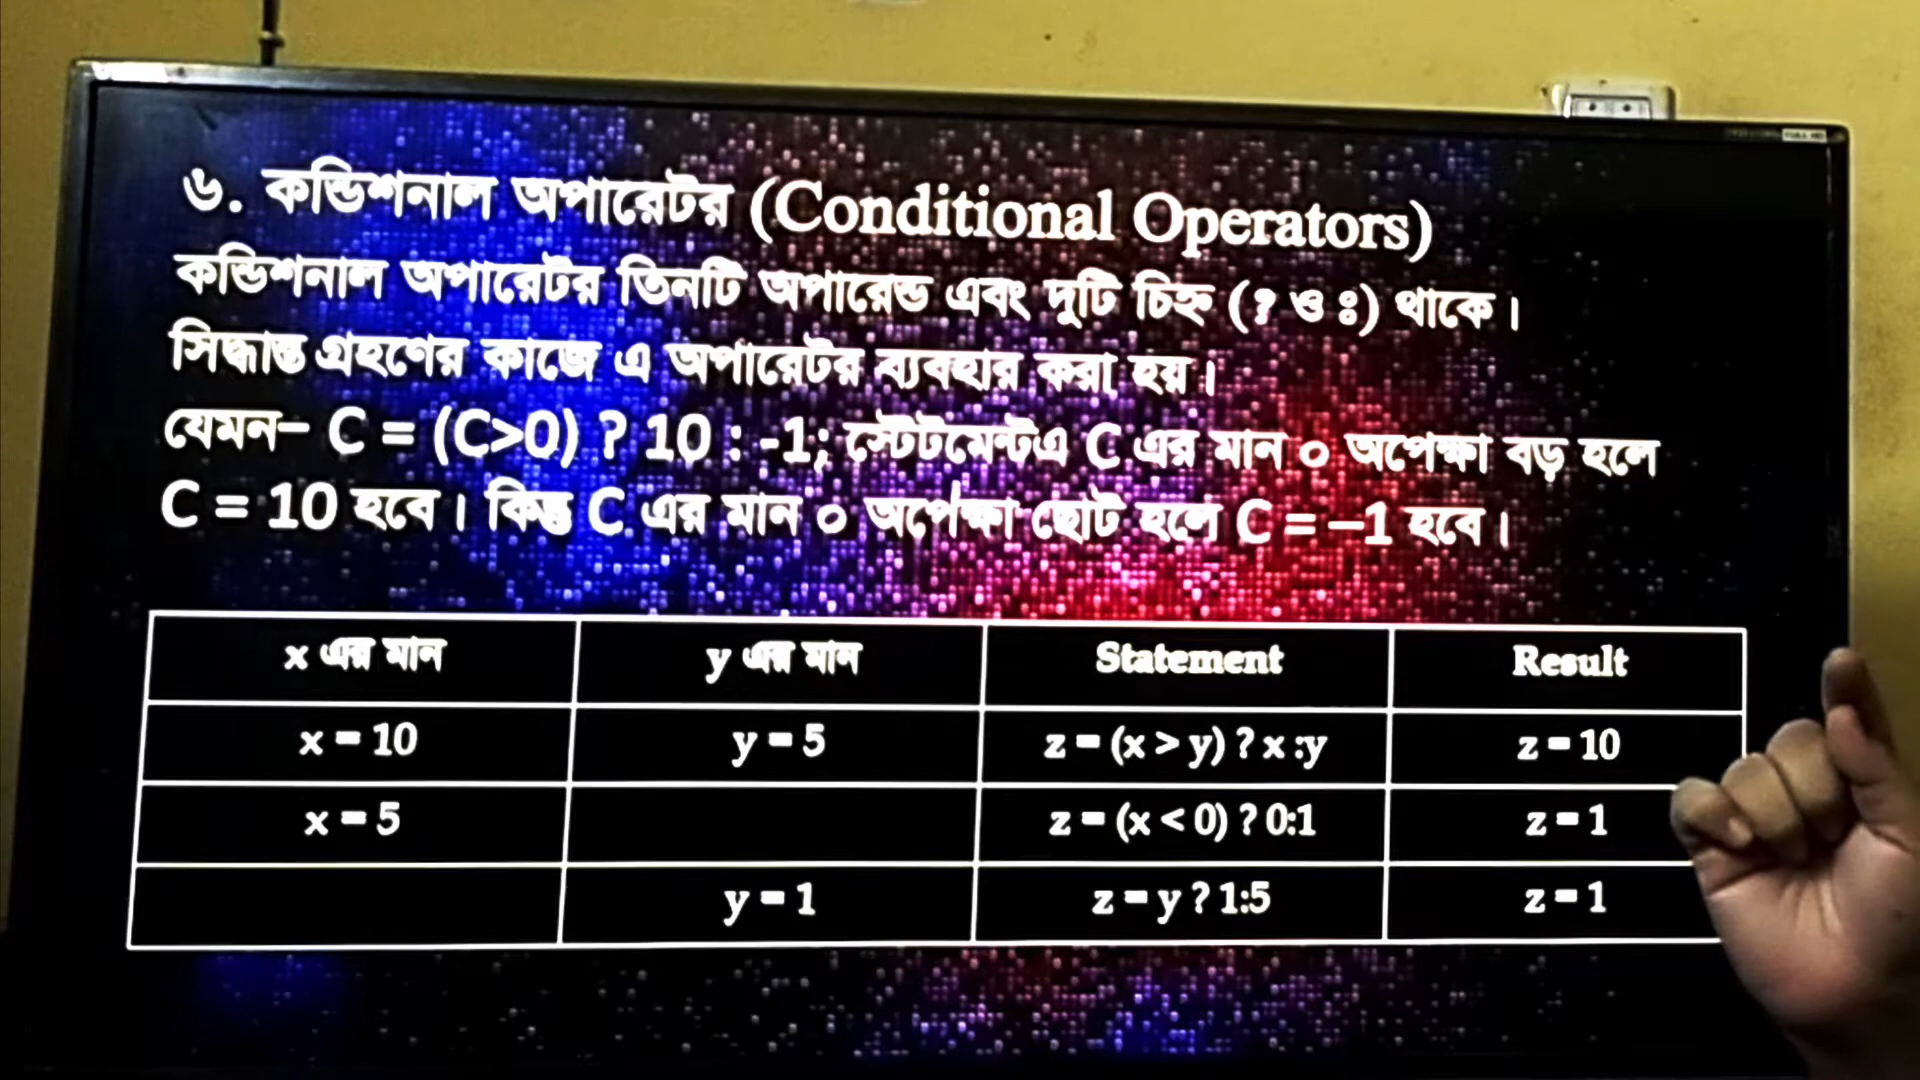 ৬. কন্ডিশনাল অপারেটর (Conditional Operators)
কন্ডিশনাল অপারেটর তিনটি অপারেন্ড এবং দুটি চিহ্ন (? ও ঃ) থাকে।
সিদ্ধান্ত গ্রহণের কাজে এ অপারেটর ব্যবহার করা হয়।
যেমন– C = (C>0) ? 10 : -1; স্টেটমেন্টএ C এর মান ০ অপেক্ষা বড় হলে
C = 10 হবে। কিন্তু C এর মান ০ অপেক্ষা ছোট হলে C = –1 হবে।
x এর মান y এর মান Statement Result
x = 10 y = 5 z = (x > y) ? x :y z = 10
x = 5 z = (x < 0) ? 0:1 z = 1
y = 1 z = y ? 1:5 z = 1